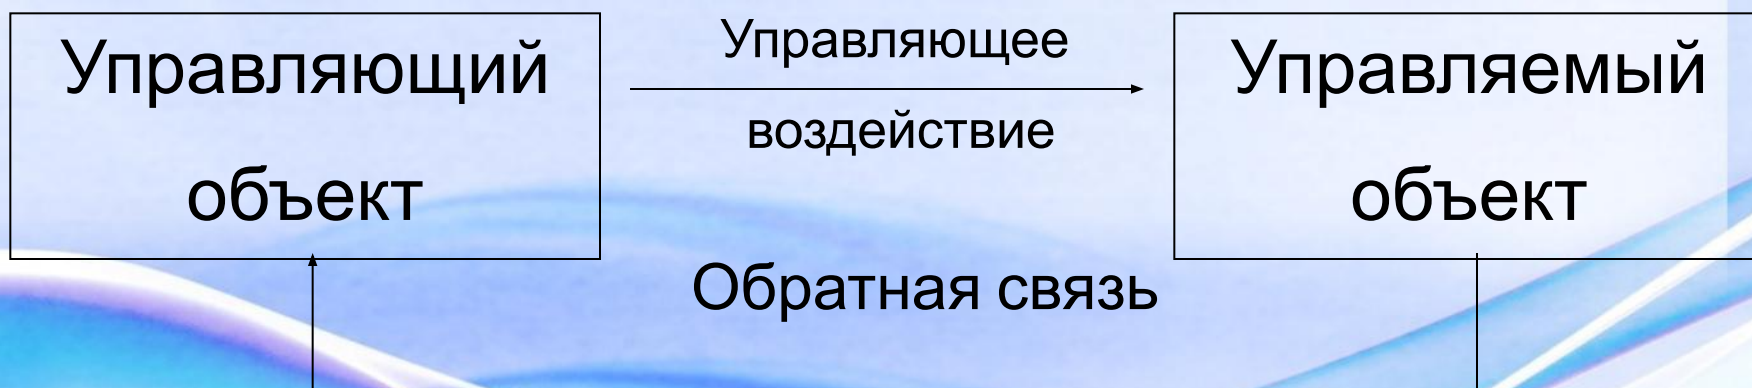 Управляющий
объект
Управляющее
воздействие
Управляемый
объект
Обратная связь